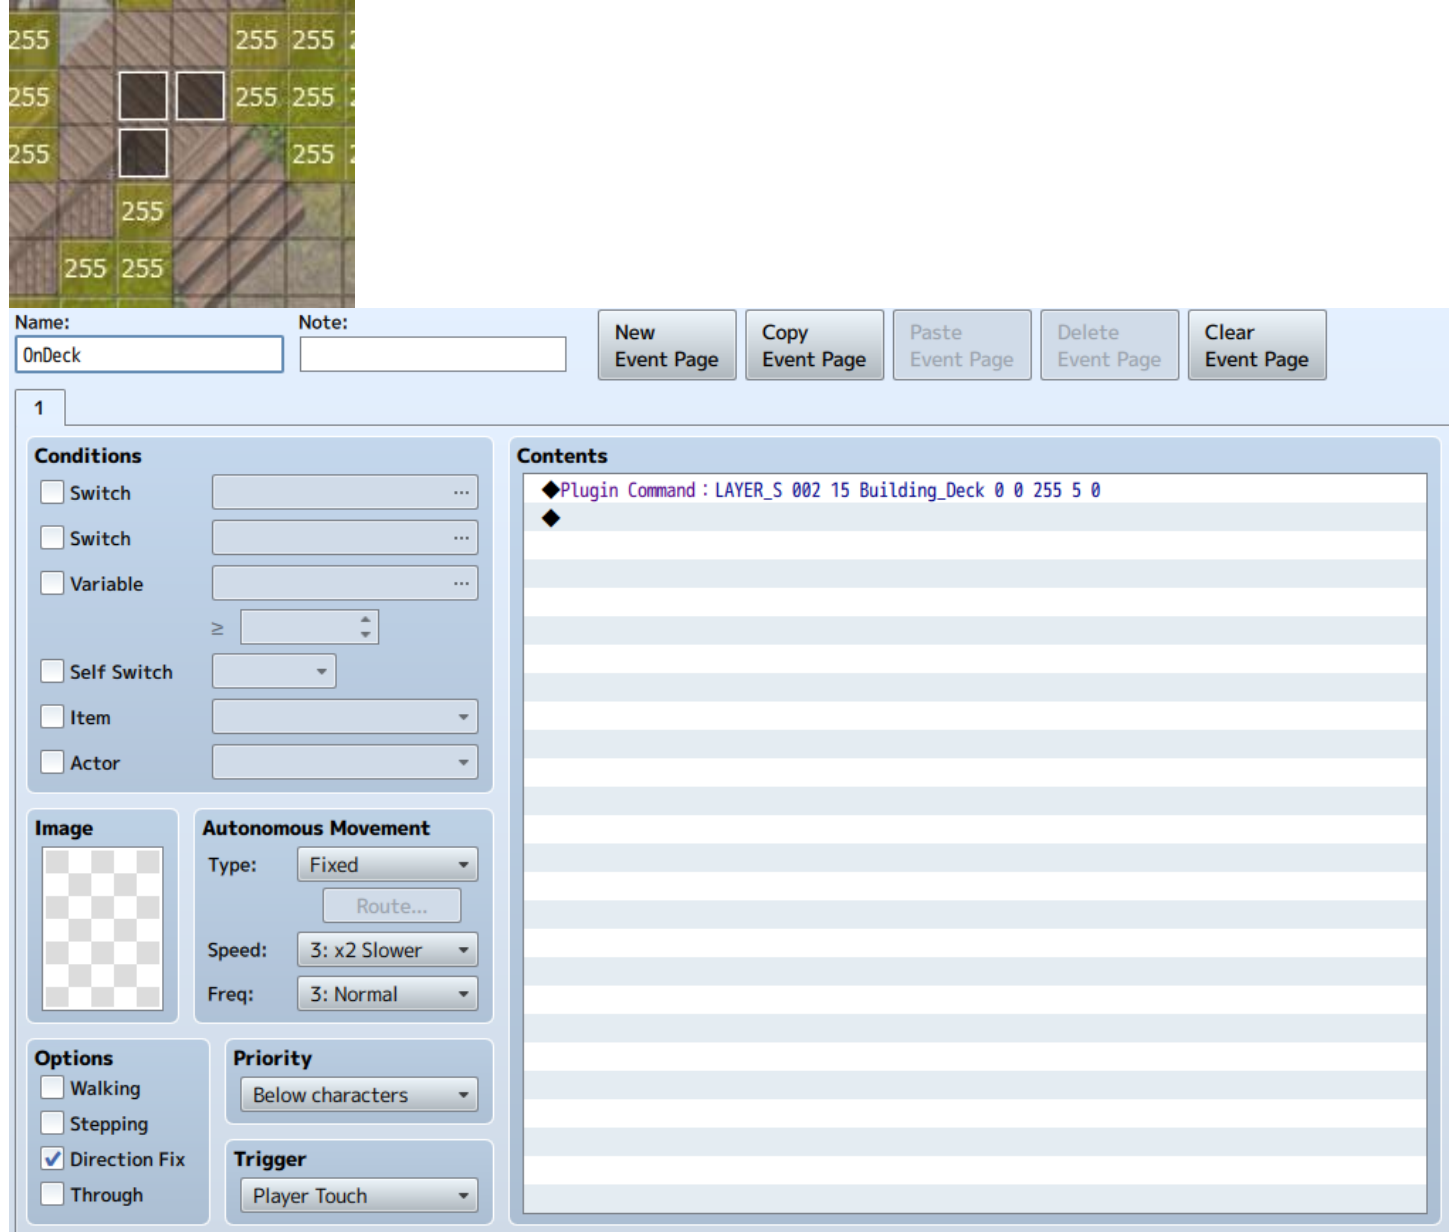 255 255 255
255 255 255
255 255
255
255 255
Name: Note:
OnDeck
New Event Page
Copy Event Page
Paste Event Page
Delete Event Page
Clear Event Page
1
Conditions
Switch ...
Switch ...
Variable ...
≥
Self Switch
Item
Actor
Image
Autonomous Movement
Type: Fixed
Route...
Speed: 3: x2 Slower
Freq: 3: Normal
Options
Walking
Stepping
Direction Fix
Through
Priority
Below characters
Trigger
Player Touch
Contents
◆Plugin Command：LAYER_S 002 15 Building_Deck 0 0 255 5 0
◆